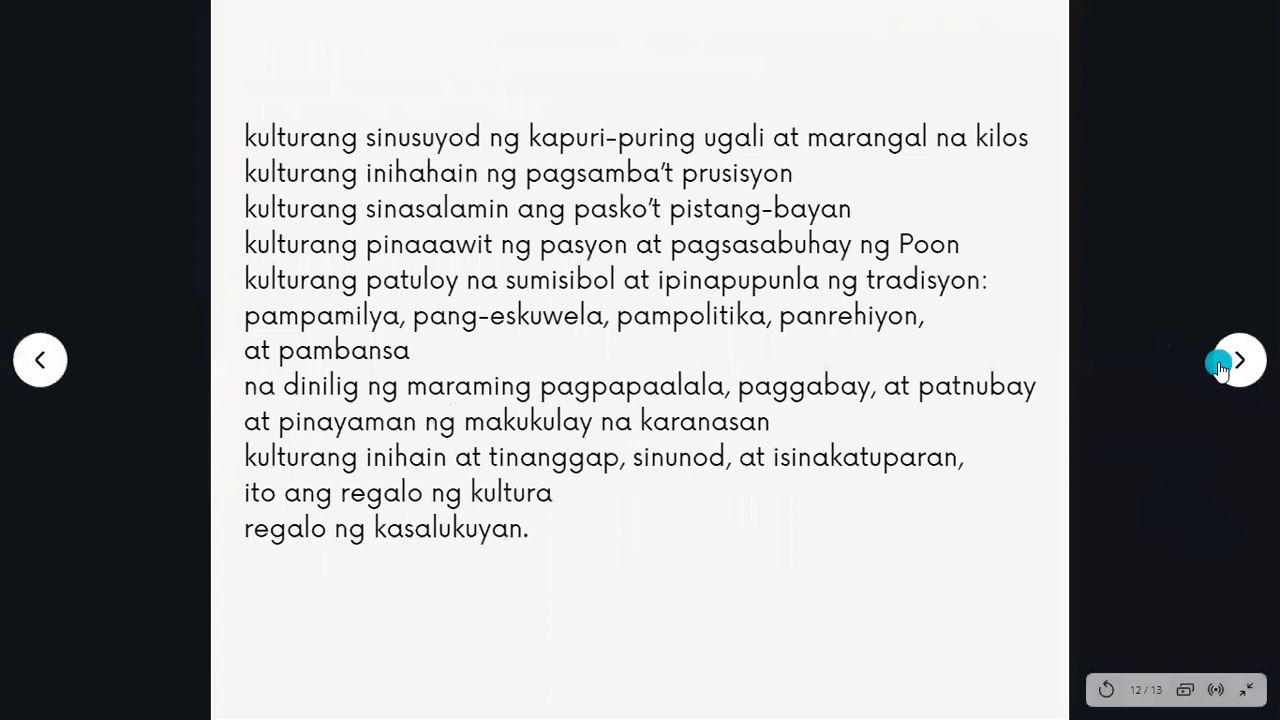 kulturang sinusuyod ng kapuri-puring ugali at marangal na kilos
kulturang inihahain ng pagsamba't prusisyon
kulturang sinasalamin ang pasko't pistang-bayan
kulturang pinaaawit ng pasyon at pagsasabuhay ng Poon
kulturang patuloy na sumisibol at ipinapupunla ng tradisyon:
pampamilya, pang-eskuwela, pampolitika, panrehiyon,
at pambansa
na dinilig ng maraming pagpapaalala, paggabay, at patnubay
at pinayaman ng makukulay na karanasan
kulturang inihain at tinanggap, sinunod, at isinakatuparan,
ito ang regalo ng kultura
regalo ng kasalukuyan.
12 / 13